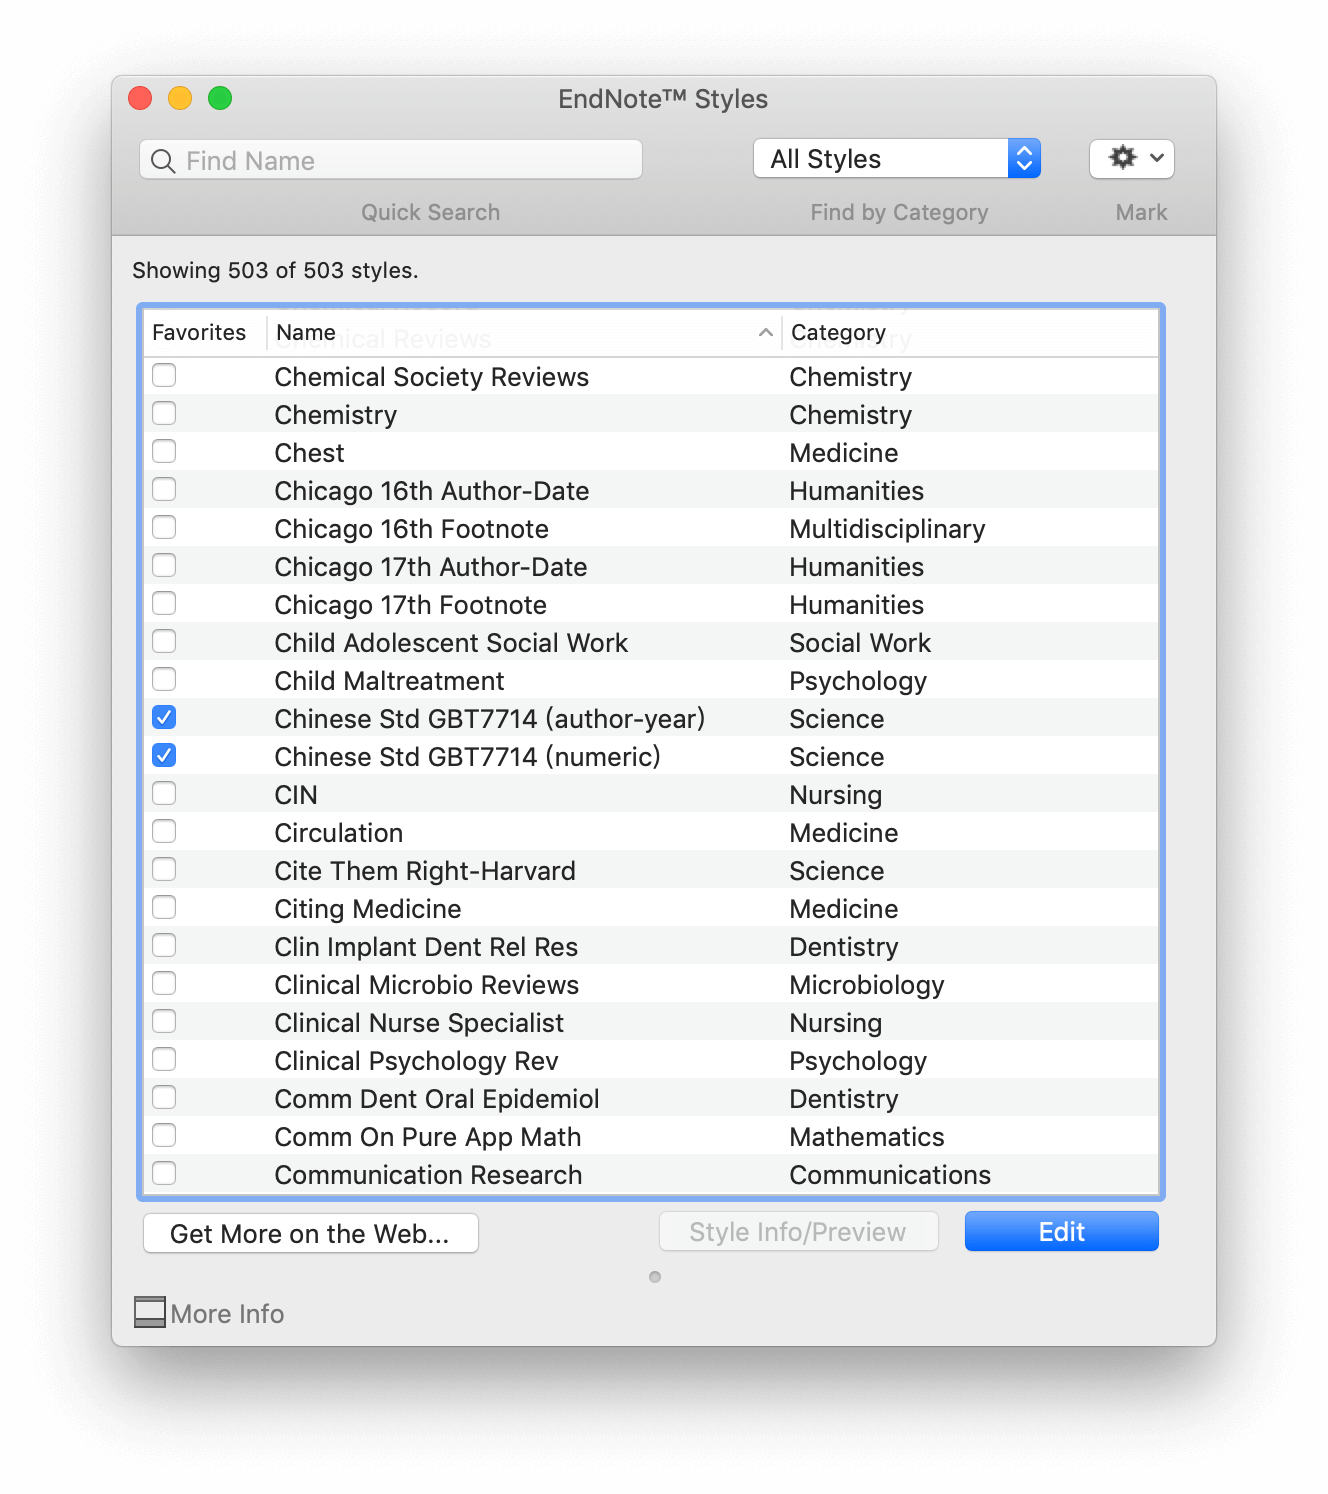 EndNote™ Styles
Find Name
All Styles
Quick Search
Find by Category
Mark
Showing 503 of 503 styles.
Favorites Name Category
Chemical Reviews
Chemical Society Reviews Chemistry
Chemistry Chemistry
Chest Medicine
Chicago 16th Author-Date Humanities
Chicago 16th Footnote Multidisciplinary
Chicago 17th Author-Date Humanities
Chicago 17th Footnote Humanities
Child Adolescent Social Work Social Work
Child Maltreatment Psychology
Chinese Std GBT7714 (author-year) Science
Chinese Std GBT7714 (numeric) Science
CIN Nursing
Circulation Medicine
Cite Them Right-Harvard Science
Citing Medicine Medicine
Clin Implant Dent Rel Res Dentistry
Clinical Microbio Reviews Microbiology
Clinical Nurse Specialist Nursing
Clinical Psychology Rev Psychology
Comm Dent Oral Epidemiol Dentistry
Comm On Pure App Math Mathematics
Communication Research Communications
Get More on the Web...
Style Info/Preview
Edit
More Info